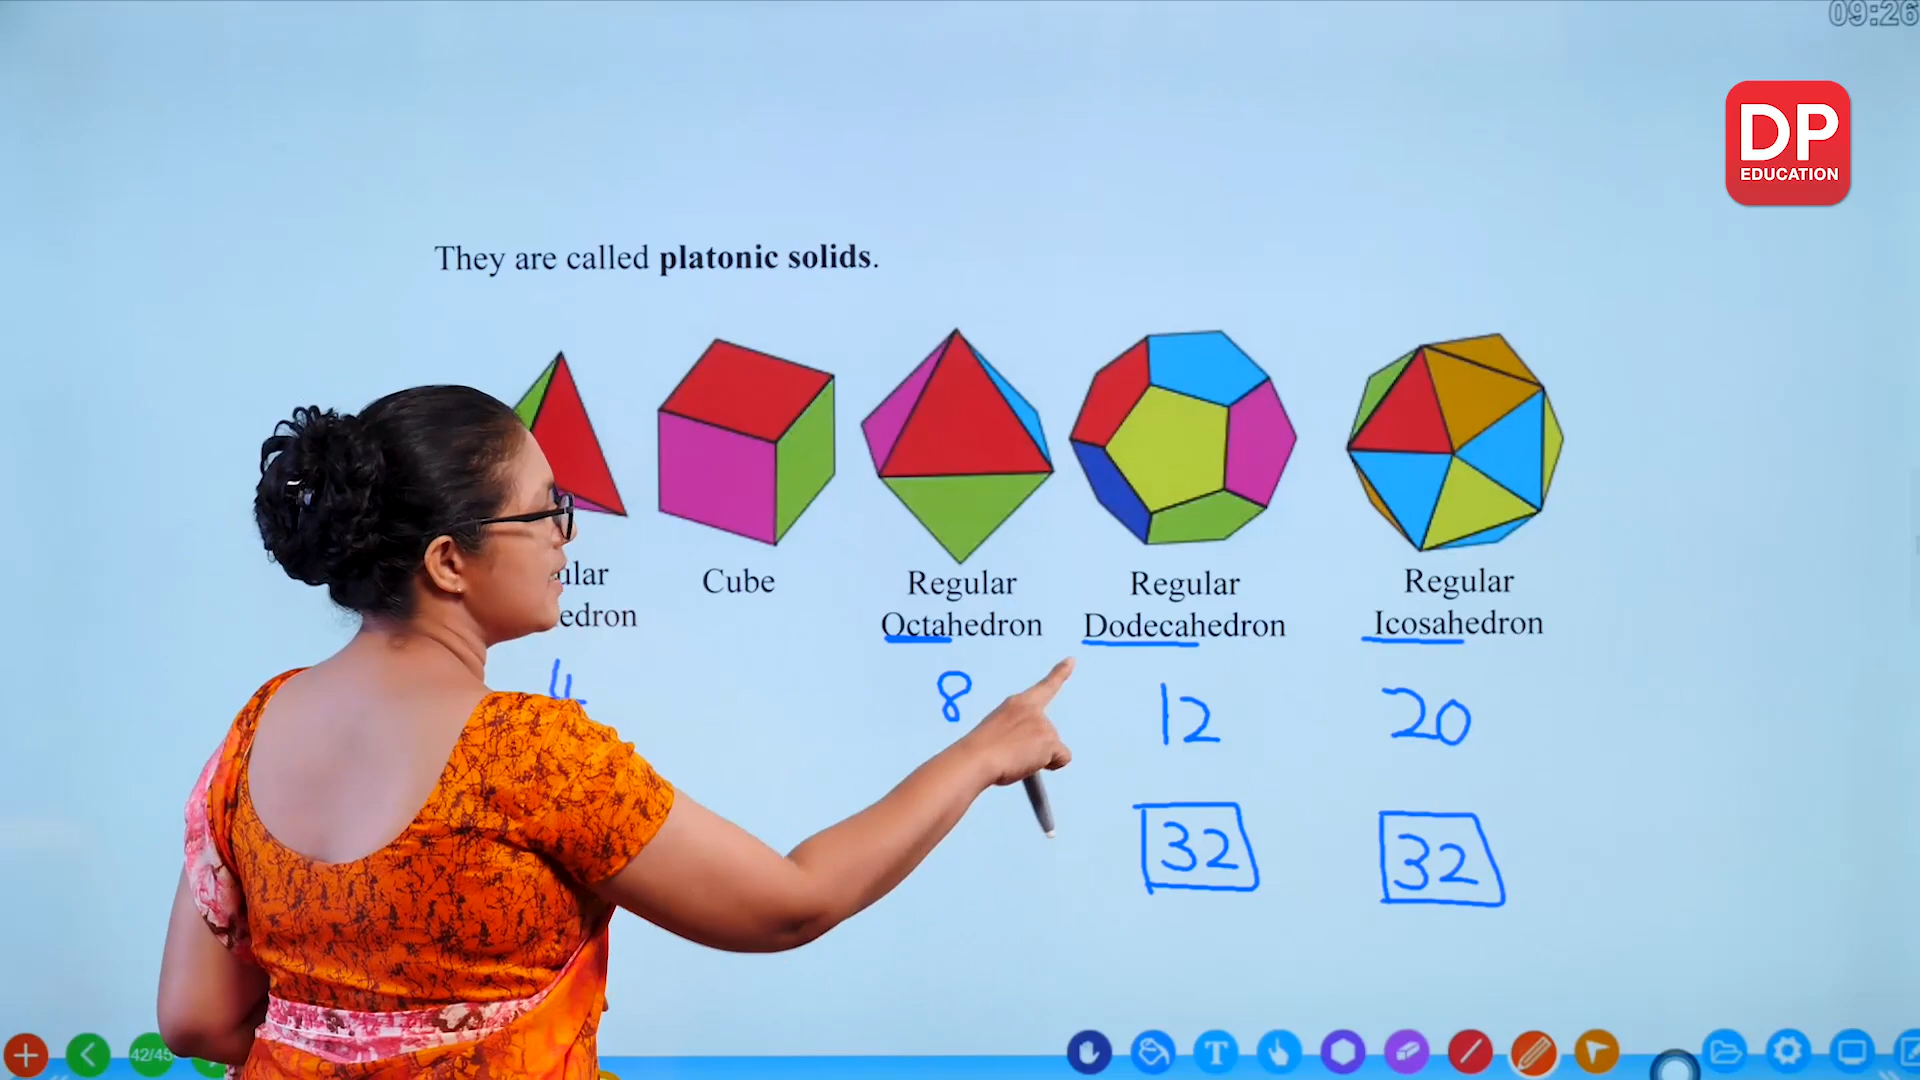 09:26
DP
EDUCATION
They are called platonic solids.
ular
edron
Cube
Regular
Octahedron
Regular
Dodecahedron
Regular
Icosahedron
4
8
12
20
32
32
42/45
T